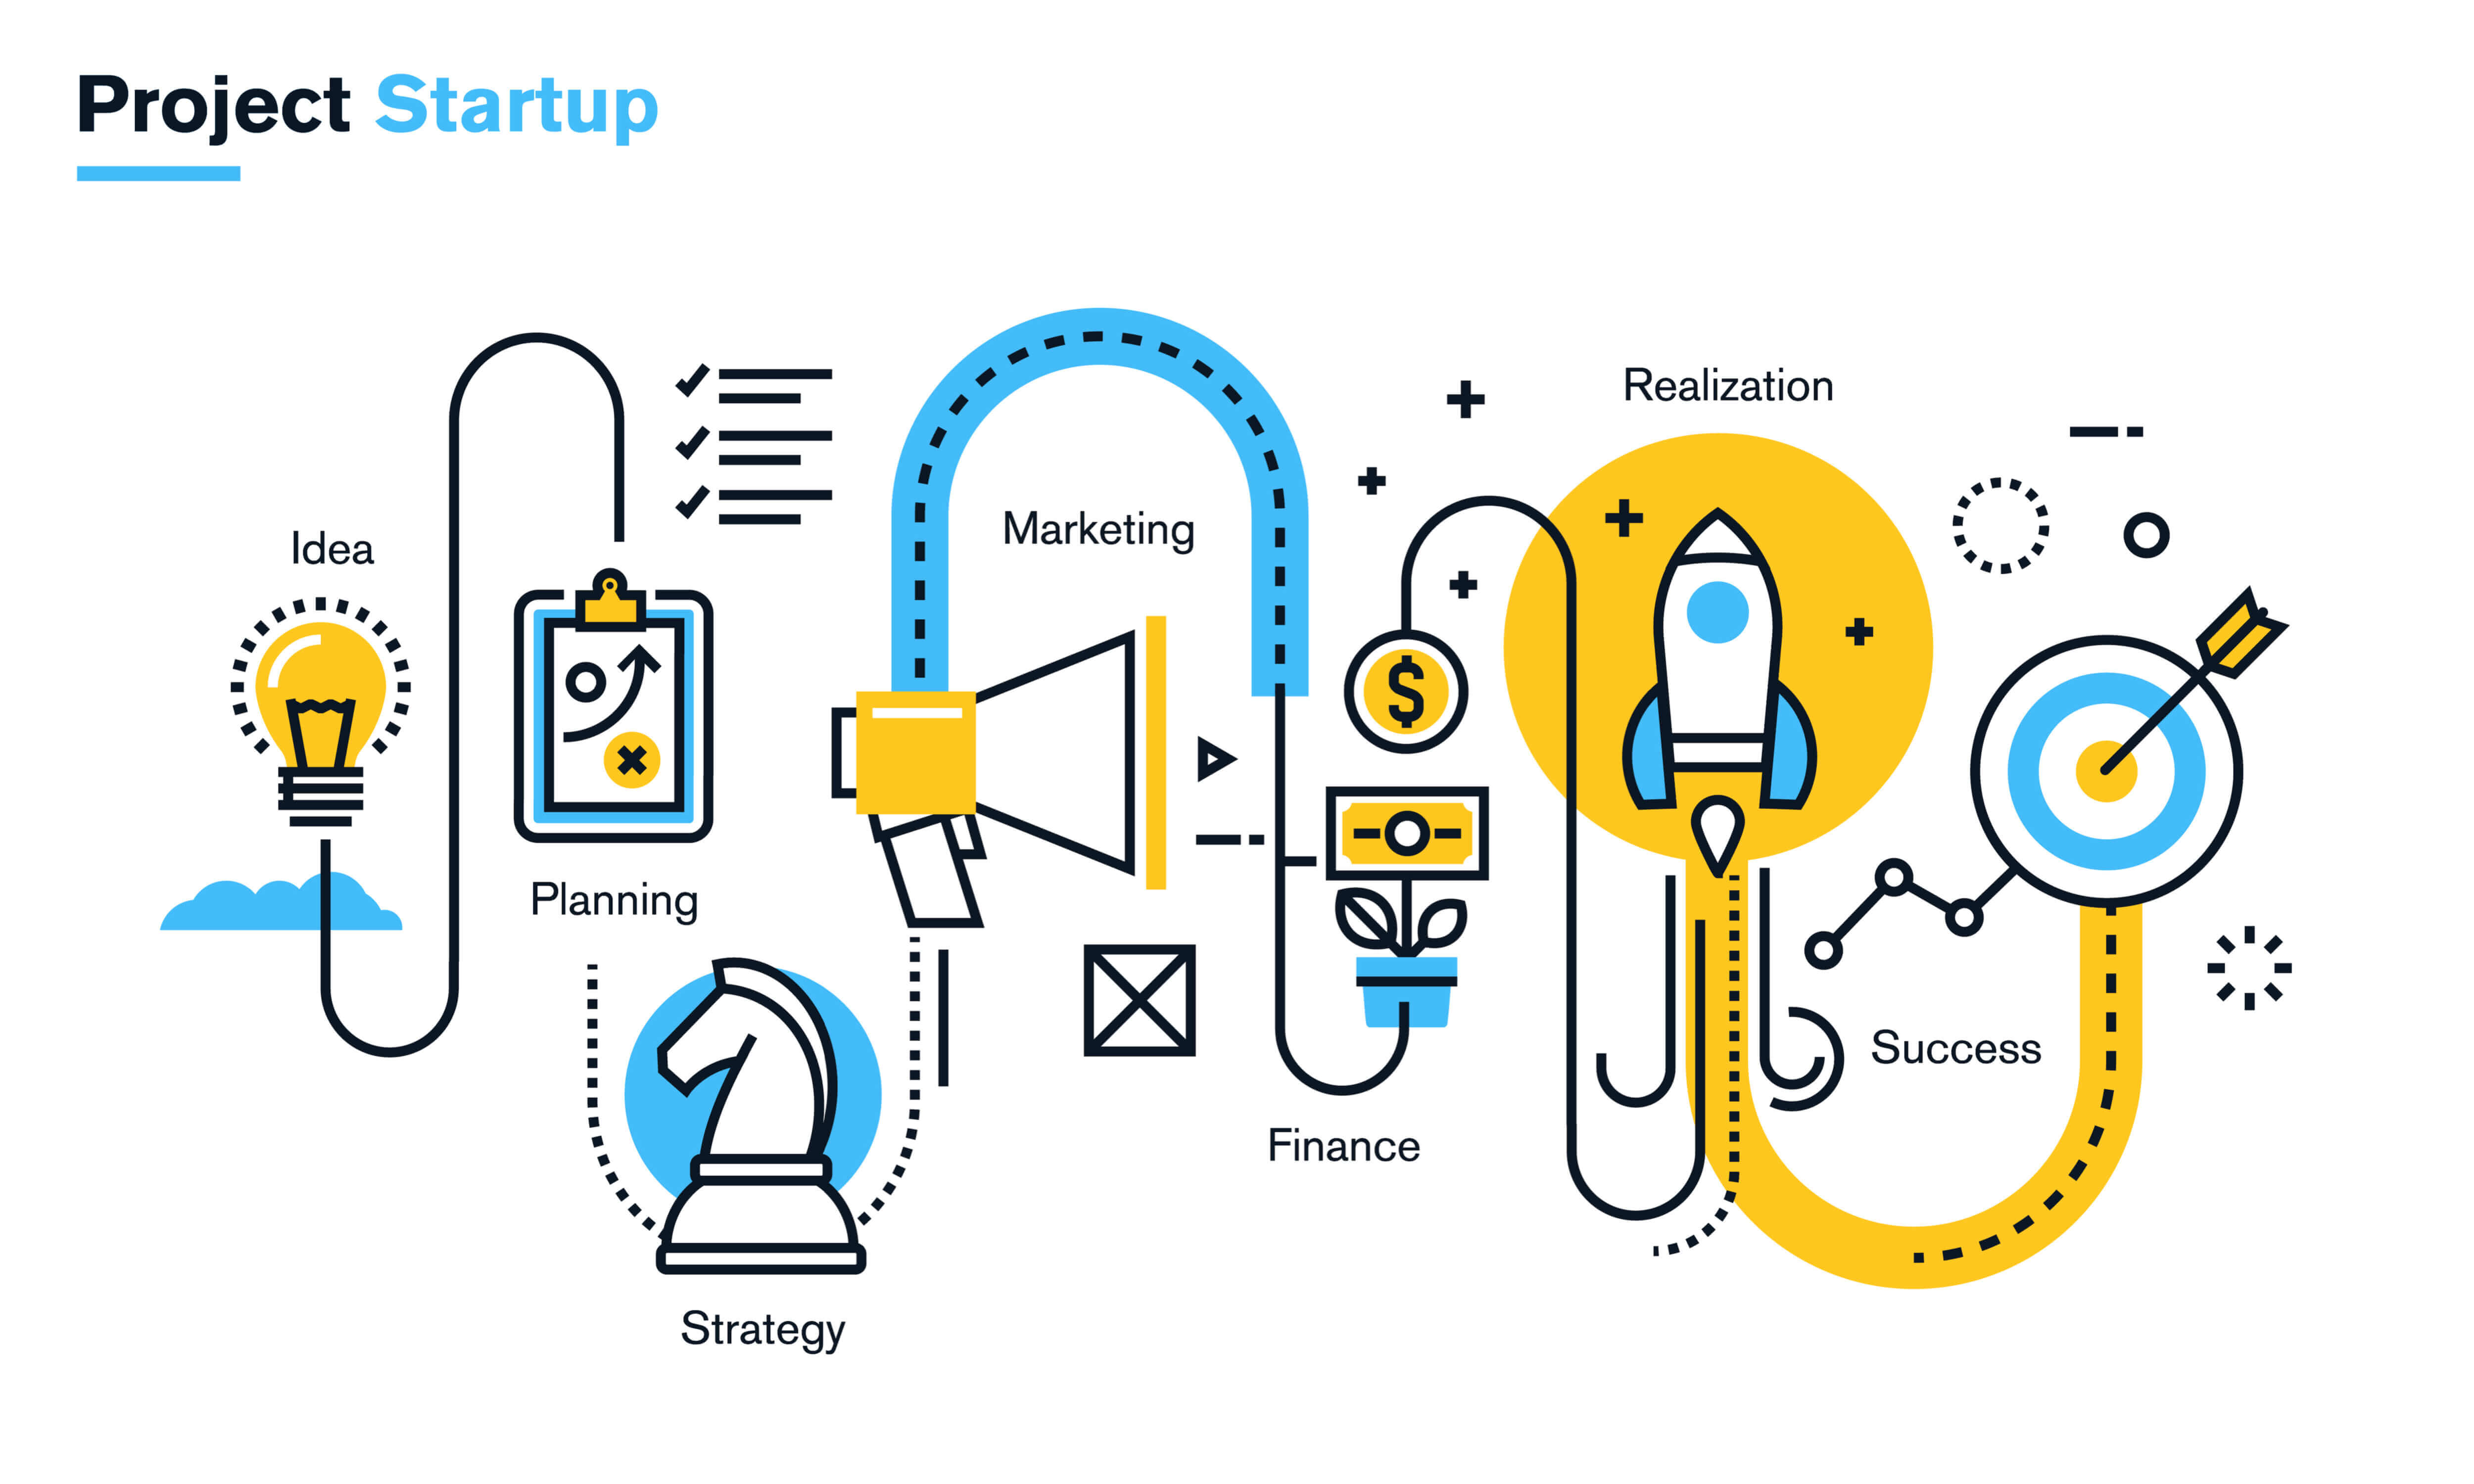 Project Startup
Idea
Planning
Strategy
Marketing
$
Finance
Realization
Success